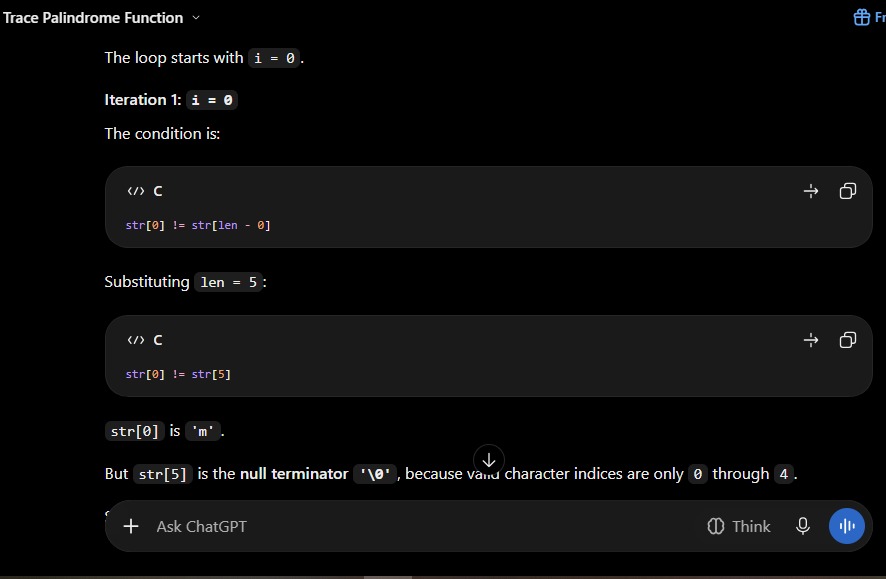 Trace Palindrome Function
Fr
The loop starts with i = 0.
Iteration 1: i = 0
The condition is:
</> C
str[0] != str[len - 0]
Substituting len = 5:
</> C
str[0] != str[5]
str[0] is 'm'.
But str[5] is the null terminator '\0', because valid character indices are only 0 through 4.
Ask ChatGPT
Think